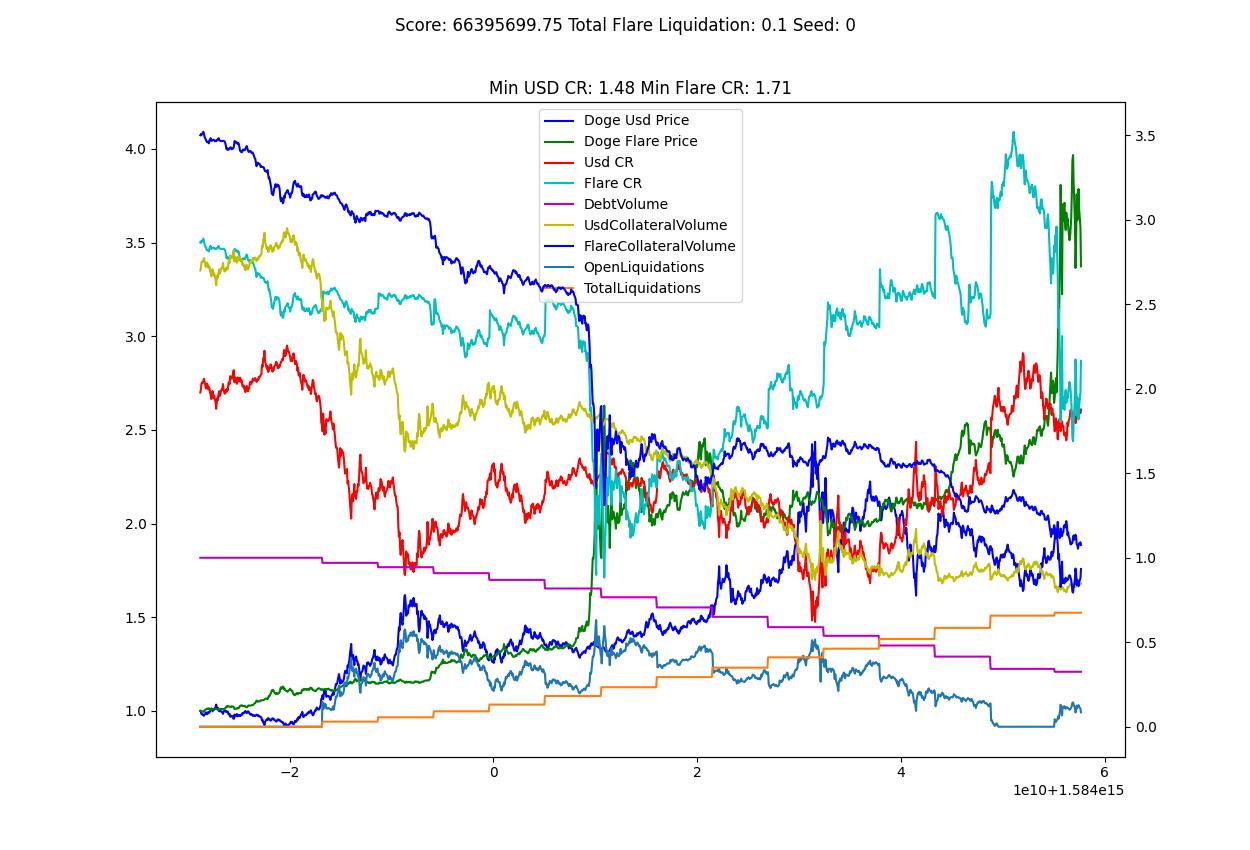 Score: 66395699.75 Total Flare Liquidation: 0.1 Seed: 0
Min USD CR: 1.48 Min Flare CR: 1.71
Doge Usd Price
Doge Flare Price
Usd CR
Flare CR
DebtVolume
UsdCollateralVolume
FlareCollateralVolume
OpenLiquidations
TotalLiquidations
4.0
3.5
3.0
2.5
2.0
1.5
1.0
3.5
3.0
2.5
2.0
1.5
1.0
0.5
0.0
−2 0 2 4 6
1e10+1.584e15